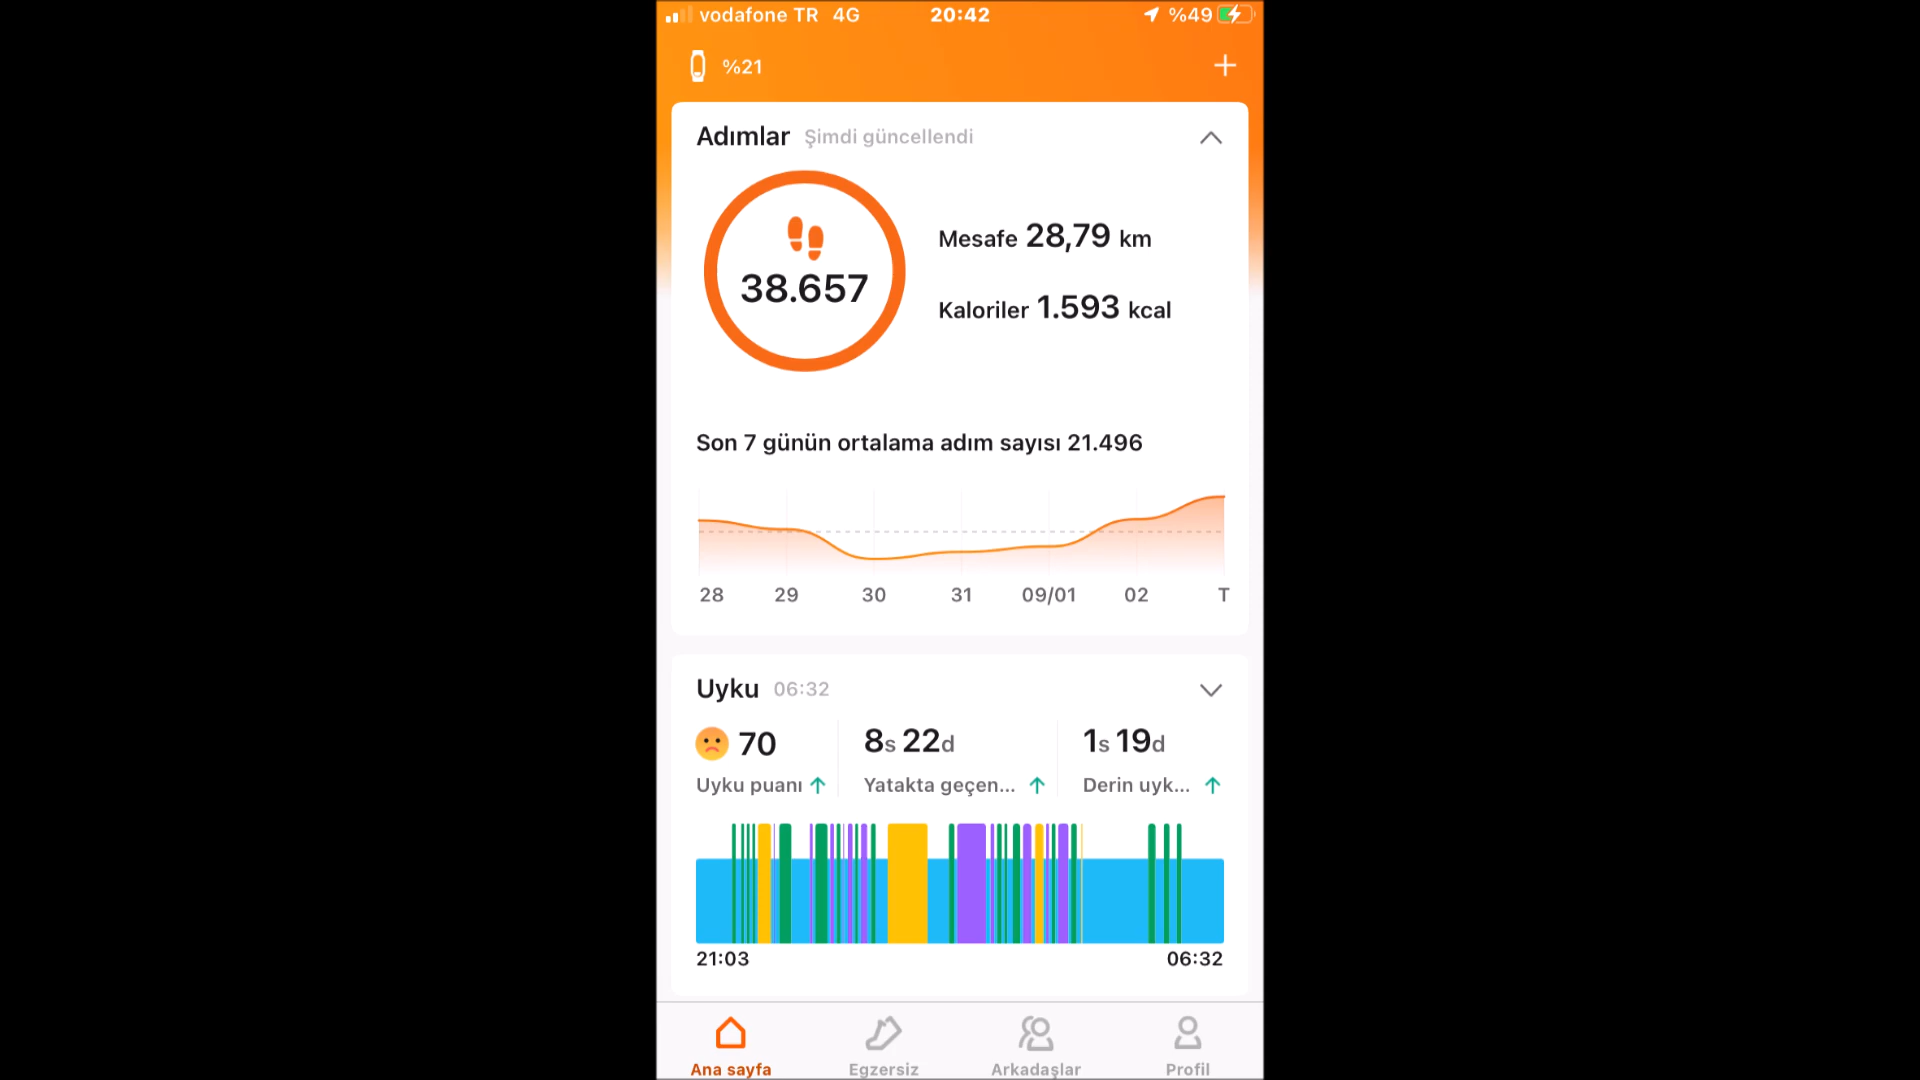 vodafone TR 4G 20:42 %49
%21
Adımlar Şimdi güncellendi
38.657
Mesafe 28,79 km
Kaloriler 1.593 kcal
Son 7 günün ortalama adım sayısı 21.496
28 29 30 31 09/01 02 T
Uyku 06:32
70 8s 22d 1s 19d
Uyku puanı Yatakta geçen... Derin uyk...
21:03 06:32
Ana sayfa Egzersiz Arkadaşlar Profil